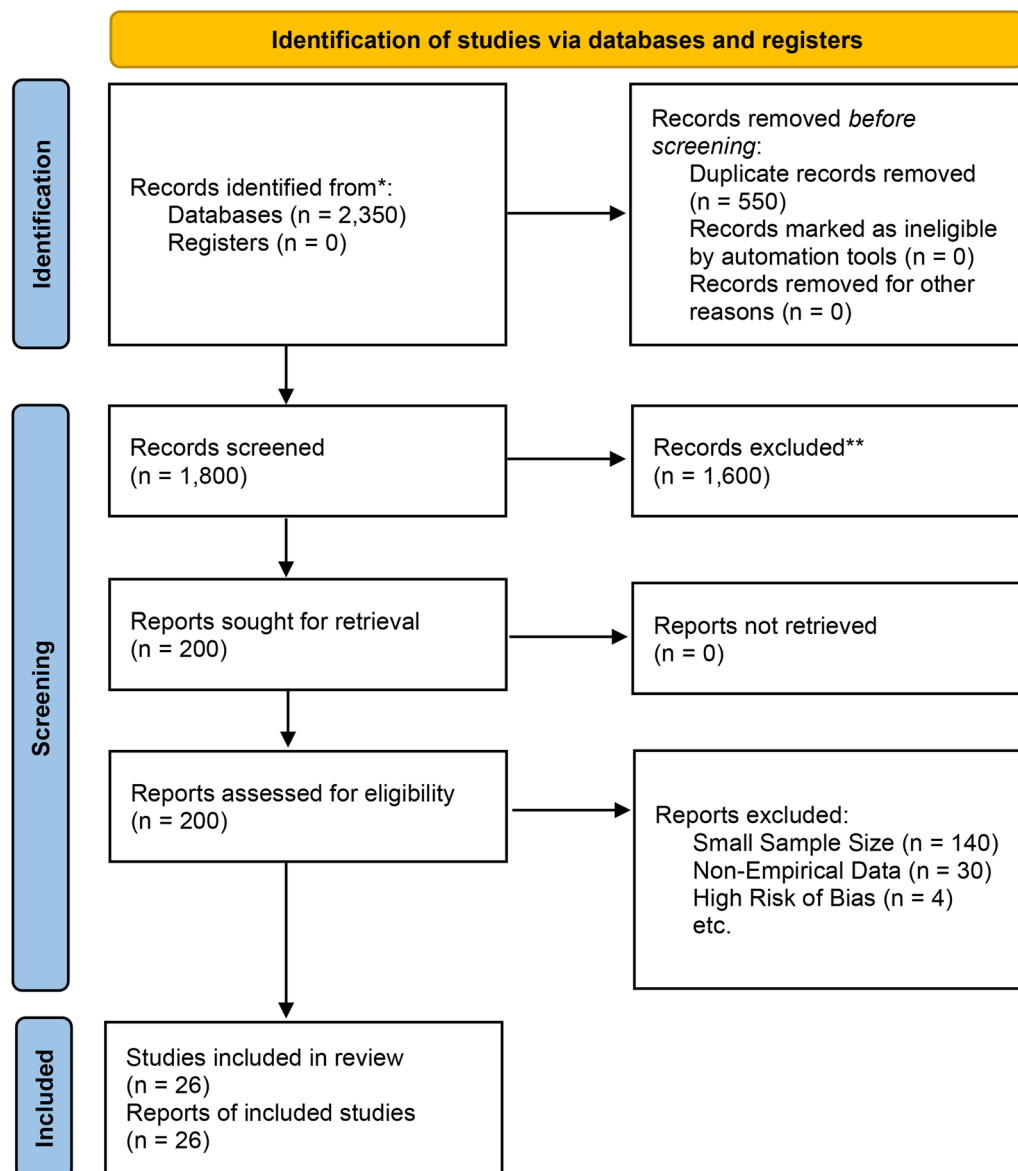 Identification of studies via databases and registers
Identification
Records identified from*:
Databases (n = 2,350)
Registers (n = 0)
Records removed before
screening:
Duplicate records removed
(n = 550)
Records marked as ineligible
by automation tools (n = 0)
Records removed for other
reasons (n = 0)
Screening
Records screened
(n = 1,800)
Records excluded**
(n = 1,600)
Reports sought for retrieval
(n = 200)
Reports not retrieved
(n = 0)
Reports assessed for eligibility
(n = 200)
Reports excluded:
Small Sample Size (n = 140)
Non-Empirical Data (n = 30)
High Risk of Bias (n = 4)
etc.
Included
Studies included in review
(n = 26)
Reports of included studies
(n = 26)